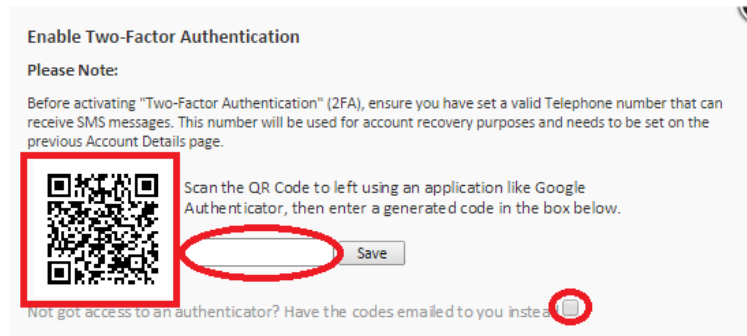 Enable Two-Factor Authentication
Please Note:
Before activating "Two-Factor Authentication" (2FA), ensure you have set a valid Telephone number that can
receive SMS messages. This number will be used for account recovery purposes and needs to be set on the
previous Account Details page.
Scan the QR Code to left using an application like Google
Authenticator, then enter a generated code in the box below.
Save
Not got access to an authenticator? Have the codes emailed to you instead